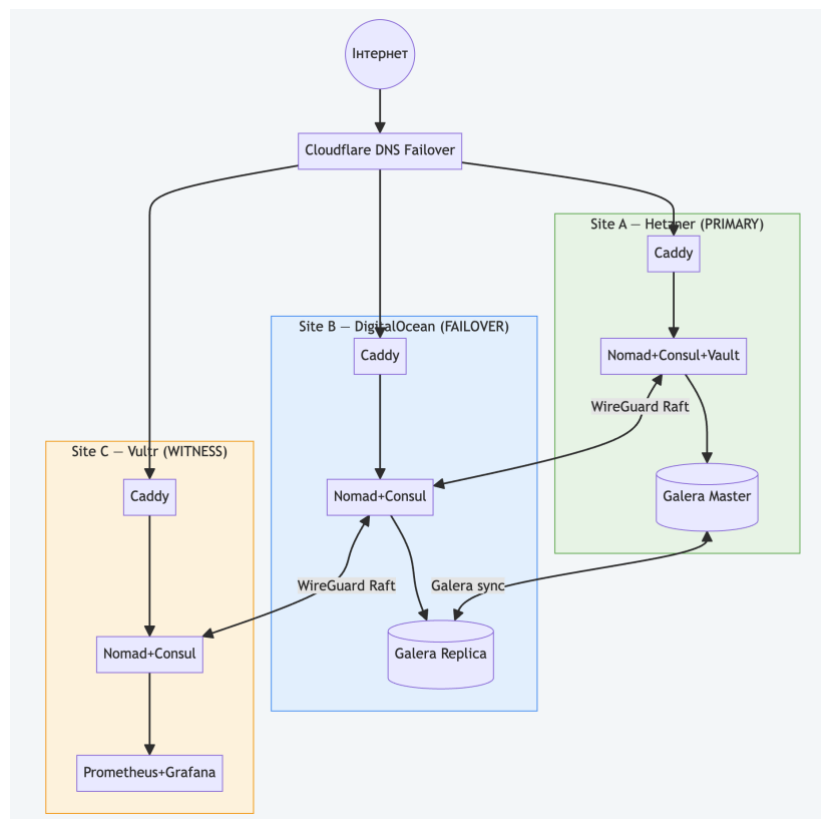 Інтернет
Cloudflare DNS Failover
Site A — Hetzner (PRIMARY)
Caddy
Nomad+Consul+Vault
WireGuard Raft
Galera Master
Site B — DigitalOcean (FAILOVER)
Caddy
Nomad+Consul
WireGuard Raft
Galera sync
Galera Replica
Site C — Vultr (WITNESS)
Caddy
Nomad+Consul
Prometheus+Grafana